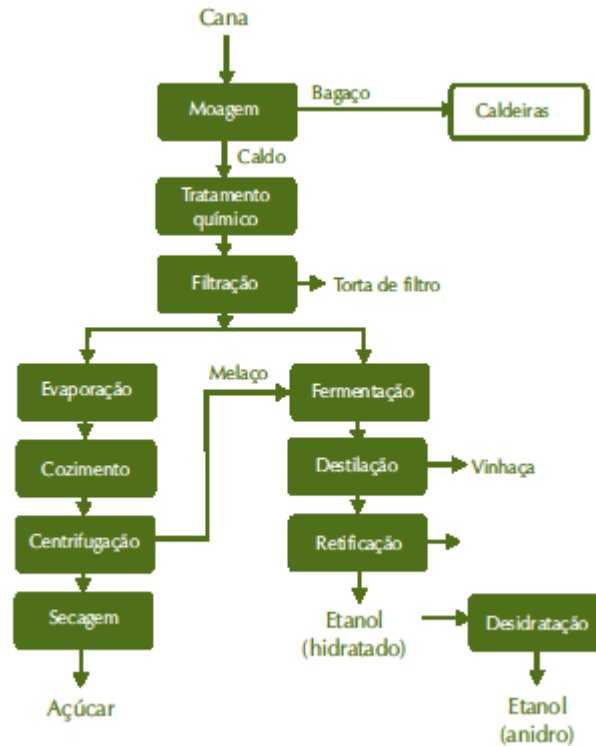 Cana
Moagem
Bagaço
Caldeiras
Caldo
Tratamento
químico
Filtração
Torta de filtro
Evaporação
Melaço
Fermentação
Cozimento
Destilação
Vinhaça
Centrifugação
Retificação
Secagem
Etanol
(hidratado)
Desidratação
Açúcar
Etanol
(anidro)